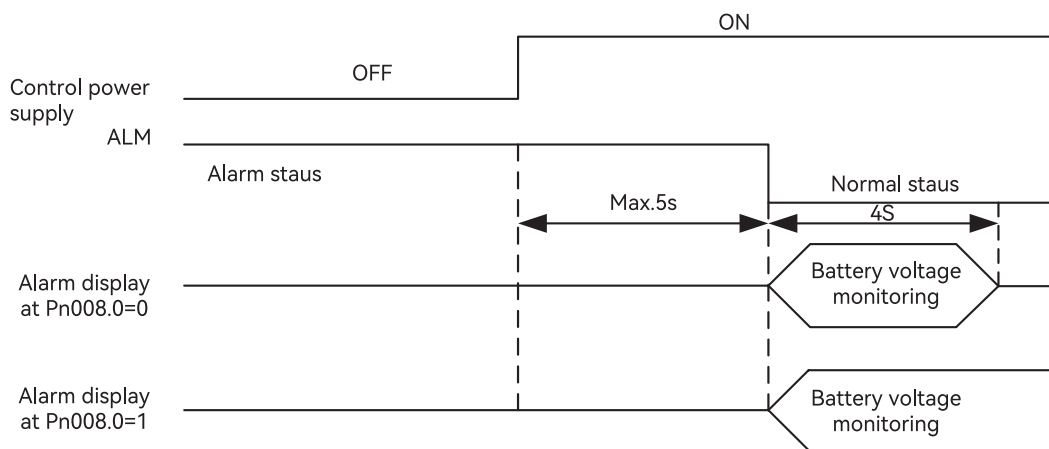 ON
OFF
Control power
supply
ALM
Alarm staus
Normal staus
Max.5s
4S
Alarm display
at Pn008.0=0
Battery voltage
monitoring
Alarm display
at Pn008.0=1
Battery voltage
monitoring